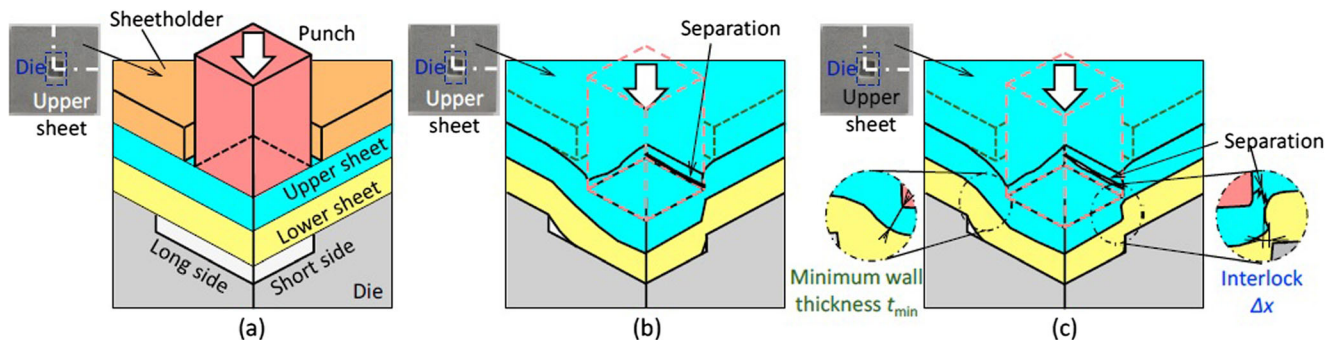 Sheetholder
Punch
Die
Upper
sheet
Upper sheet
Lower sheet
Long side
Short side
Die
(a)
Separation
Die
Upper
sheet
(b)
Die
Upper
sheet
Separation
Minimum wall
thickness tmin
Interlock
Δx
(c)